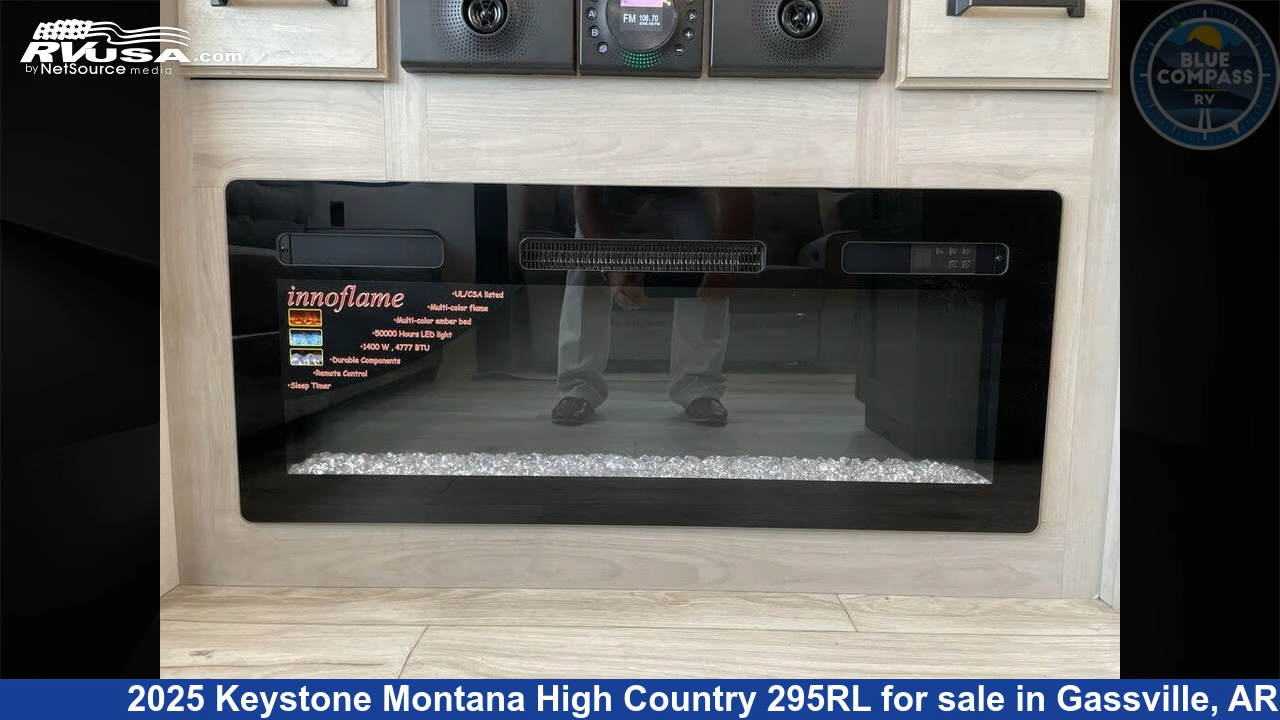 RVUSA.com
by NetSource media
BLUE
COMPASS
RV
A
B
FM 106.70
innoflame
•UL/CSA listed
•Multi-color flame
•Multi-color ember bed
•50000 Hours LED light
•1400 W , 4777 BTU
•Durable Components
•Remote Control
•Sleep Timer
2025 Keystone Montana High Country 295RL for sale in Gassville, AR